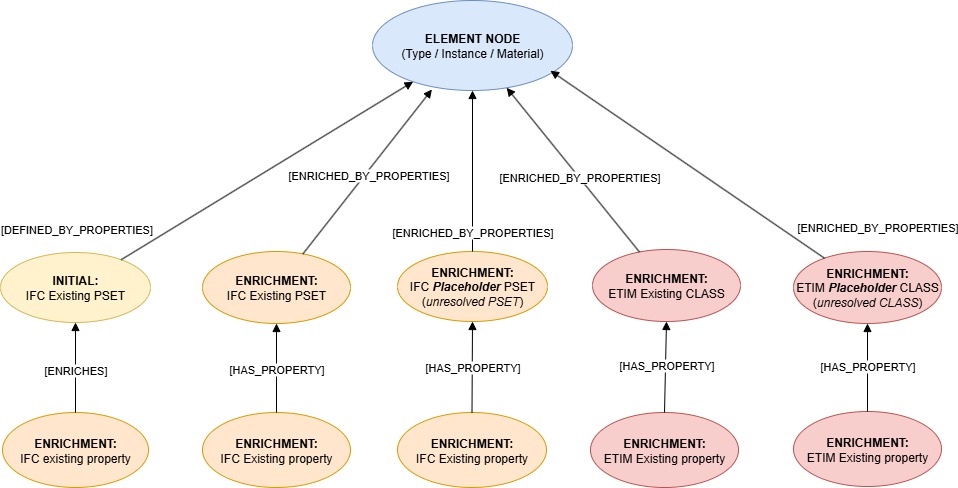 ELEMENT NODE
(Type / Instance / Material)
[ENRICHED_BY_PROPERTIES]
[ENRICHED_BY_PROPERTIES]
[DEFINED_BY_PROPERTIES]
[ENRICHED_BY_PROPERTIES]
[ENRICHED_BY_PROPERTIES]
INITIAL:
IFC Existing PSET
ENRICHMENT:
IFC Existing PSET
ENRICHMENT:
IFC Placeholder PSET
(unresolved PSET)
ENRICHMENT:
ETIM Existing CLASS
ENRICHMENT:
ETIM Placeholder CLASS
(unresolved CLASS)
[ENRICHES]
[HAS_PROPERTY]
[HAS_PROPERTY]
[HAS_PROPERTY]
[HAS_PROPERTY]
ENRICHMENT:
IFC existing property
ENRICHMENT:
IFC Existing property
ENRICHMENT:
IFC Existing property
ENRICHMENT:
ETIM Existing property
ENRICHMENT:
ETIM Existing property